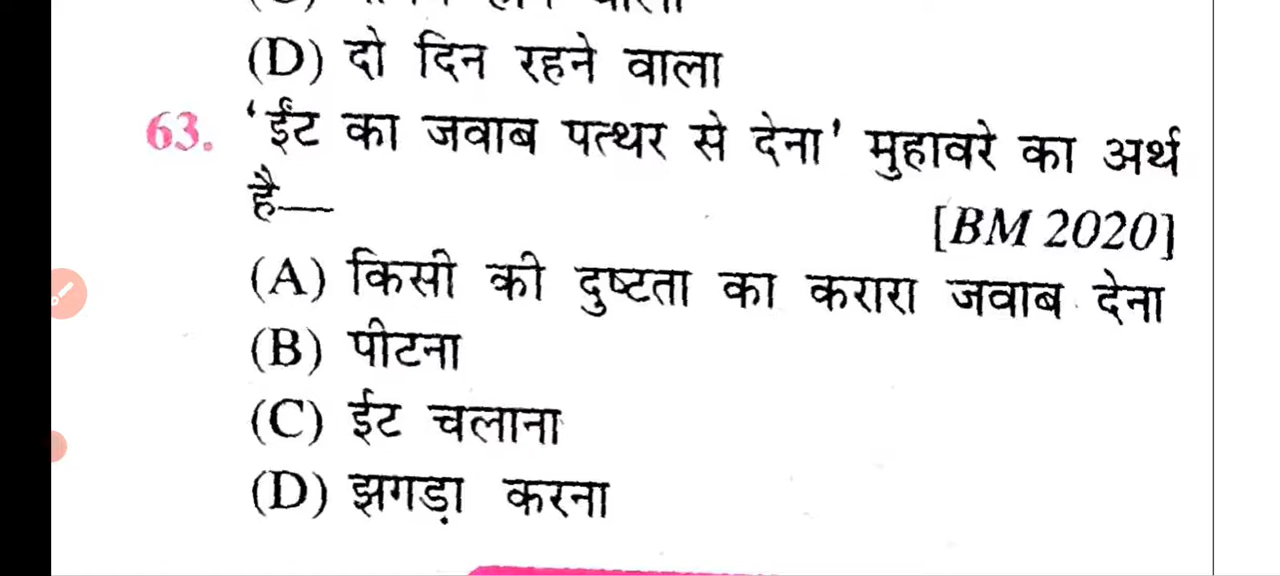 (D) दो दिन रहने वाला
63. ‘ईंट का जवाब पत्थर से देना’ मुहावरे का अर्थ
है—
[BM 2020]
(A) किसी की दुष्टता का करारा जवाब देना
(B) पीटना
(C) ईट चलाना
(D) झगड़ा करना